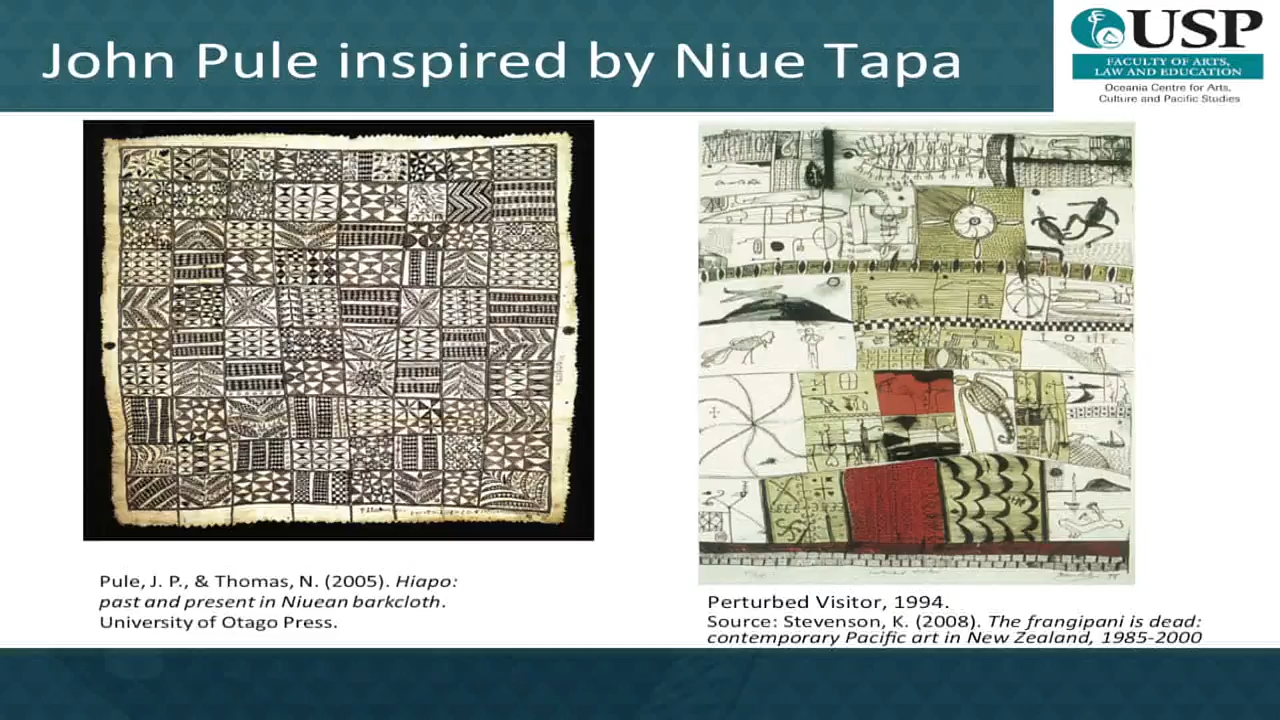 John Pule inspired by Niue Tapa
USP
FACULTY OF ARTS,
LAW AND EDUCATION
Oceania Centre for Arts,
Culture and Pacific Studies
Pule, J. P., & Thomas, N. (2005). Hiapo:
past and present in Niuean barkcloth.
University of Otago Press.
Perturbed Visitor, 1994.
Source: Stevenson, K. (2008). The frangipani is dead:
contemporary Pacific art in New Zealand, 1985-2000